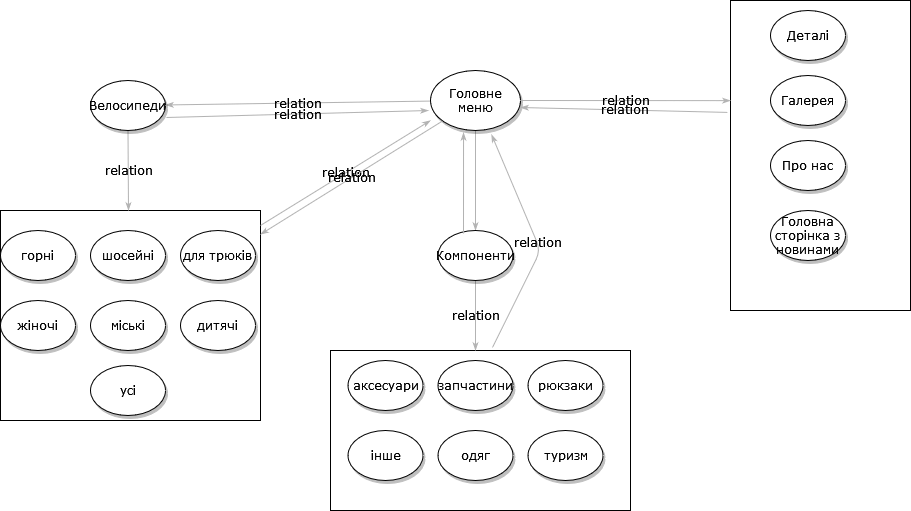 Деталі
Головне
меню
Велосипеди
relation
relation
relation
relation
Галерея
relation
relation
relation
Про нас
Головна
сторінка з
новинами
горні
шосейні
для трюків
Компоненти
relation
жіночі
міські
дитячі
relation
усі
аксесуари
запчастини
рюкзаки
інше
одяг
туризм